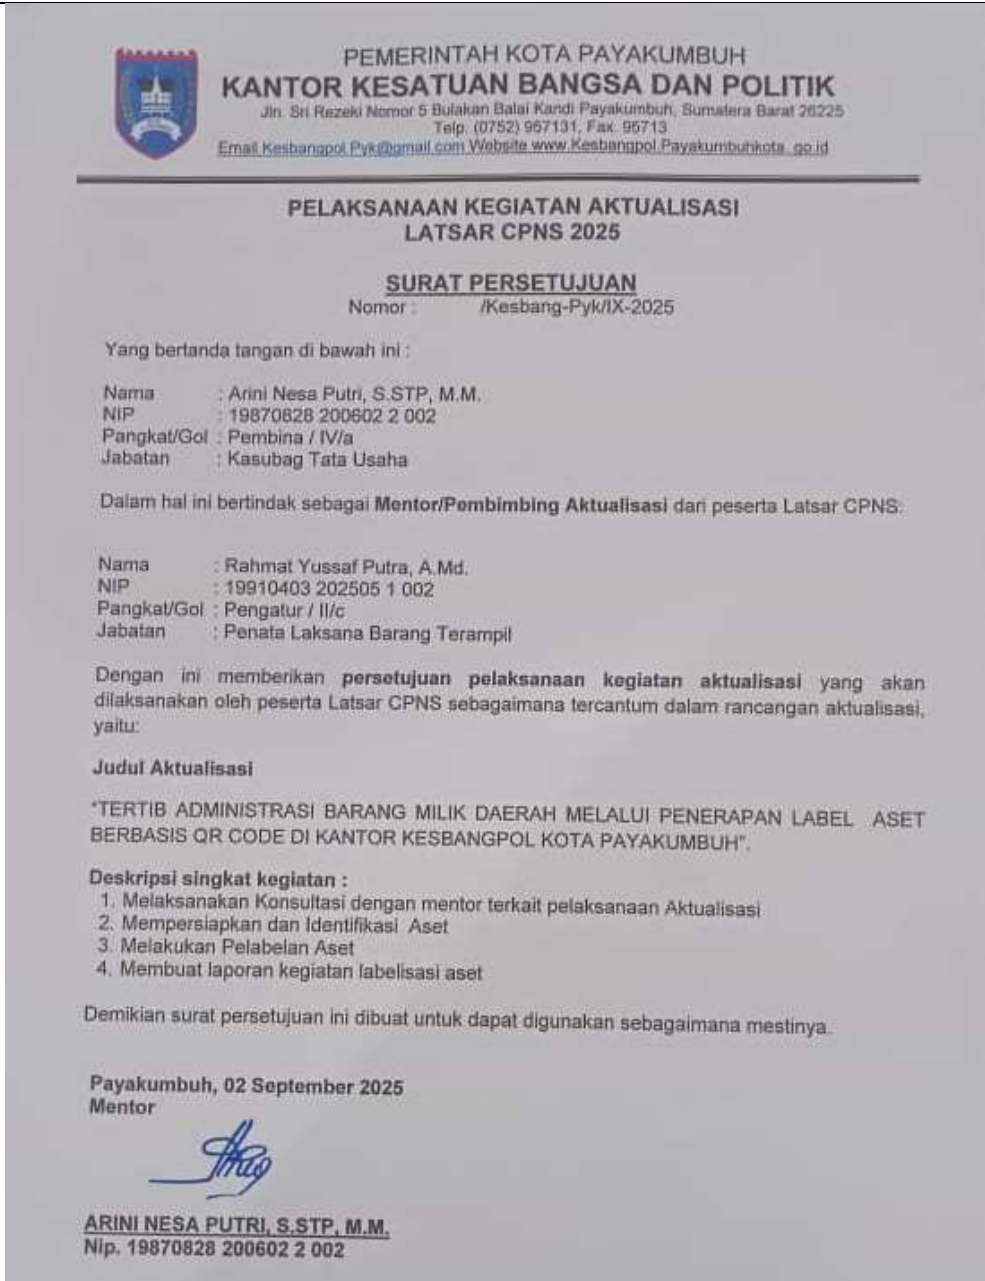 PEMERINTAH KOTA PAYAKUMBUH
KANTOR KESATUAN BANGSA DAN POLITIK
Jln. Sri Rezeki Nomor 5 Bulakan Balai Kandi Payakumbuh, Sumatera Barat 26225
Telp. (0752) 957131, Fax. 95713
Email Kesbangpol.Pyk@gmail.com Website www.Kesbangpol.Payakumbuhkota. go.id
PELAKSANAAN KEGIATAN AKTUALISASI
LATSAR CPNS 2025
SURAT PERSETUJUAN
Nomor : /Kesbang-Pyk/IX-2025
Yang bertanda tangan di bawah ini :
Nama : Arini Nesa Putri, S.STP, M.M.
NIP : 19870828 200602 2 002
Pangkat/Gol : Pembina / IV/a
Jabatan : Kasubag Tata Usaha
Dalam hal ini bertindak sebagai Mentor/Pembimbing Aktualisasi dari peserta Latsar CPNS:
Nama : Rahmat Yussaf Putra, A.Md.
NIP : 19910403 202505 1 002
Pangkat/Gol : Pengatur / II/c
Jabatan : Penata Laksana Barang Terampil
Dengan ini memberikan persetujuan pelaksanaan kegiatan aktualisasi yang akan
dilaksanakan oleh peserta Latsar CPNS sebagaimana tercantum dalam rancangan aktualisasi,
yaitu:
Judul Aktualisasi
"TERTIB ADMINISTRASI BARANG MILIK DAERAH MELALUI PENERAPAN LABEL ASET
BERBASIS QR CODE DI KANTOR KESBANGPOL KOTA PAYAKUMBUH".
Deskripsi singkat kegiatan :
1. Melaksanakan Konsultasi dengan mentor terkait pelaksanaan Aktualisasi
2. Mempersiapkan dan Identifikasi Aset
3. Melakukan Pelabelan Aset
4. Membuat laporan kegiatan labelisasi aset
Demikian surat persetujuan ini dibuat untuk dapat digunakan sebagaimana mestinya.
Payakumbuh, 02 September 2025
Mentor
ARINI NESA PUTRI, S.STP, M.M.
Nip. 19870828 200602 2 002